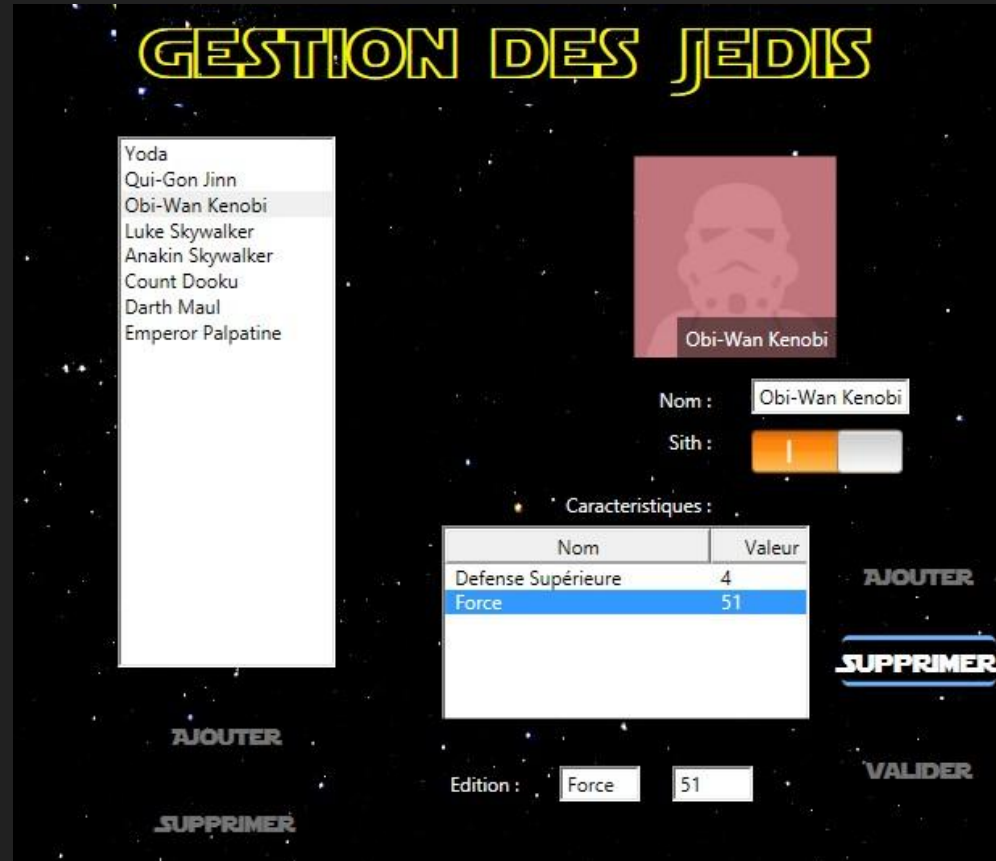 GESTION DES JEDIS
Yoda
Qui-Gon Jinn
Obi-Wan Kenobi
Luke Skywalker
Anakin Skywalker
Count Dooku
Darth Maul
Emperor Palpatine
AJOUTER
SUPPRIMER
Obi-Wan Kenobi
Nom : Obi-Wan Kenobi
Sith :
Caracteristiques :
Nom Valeur
Defense Supérieure 4
Force 51
Edition : Force 51
AJOUTER
SUPPRIMER
VALIDER